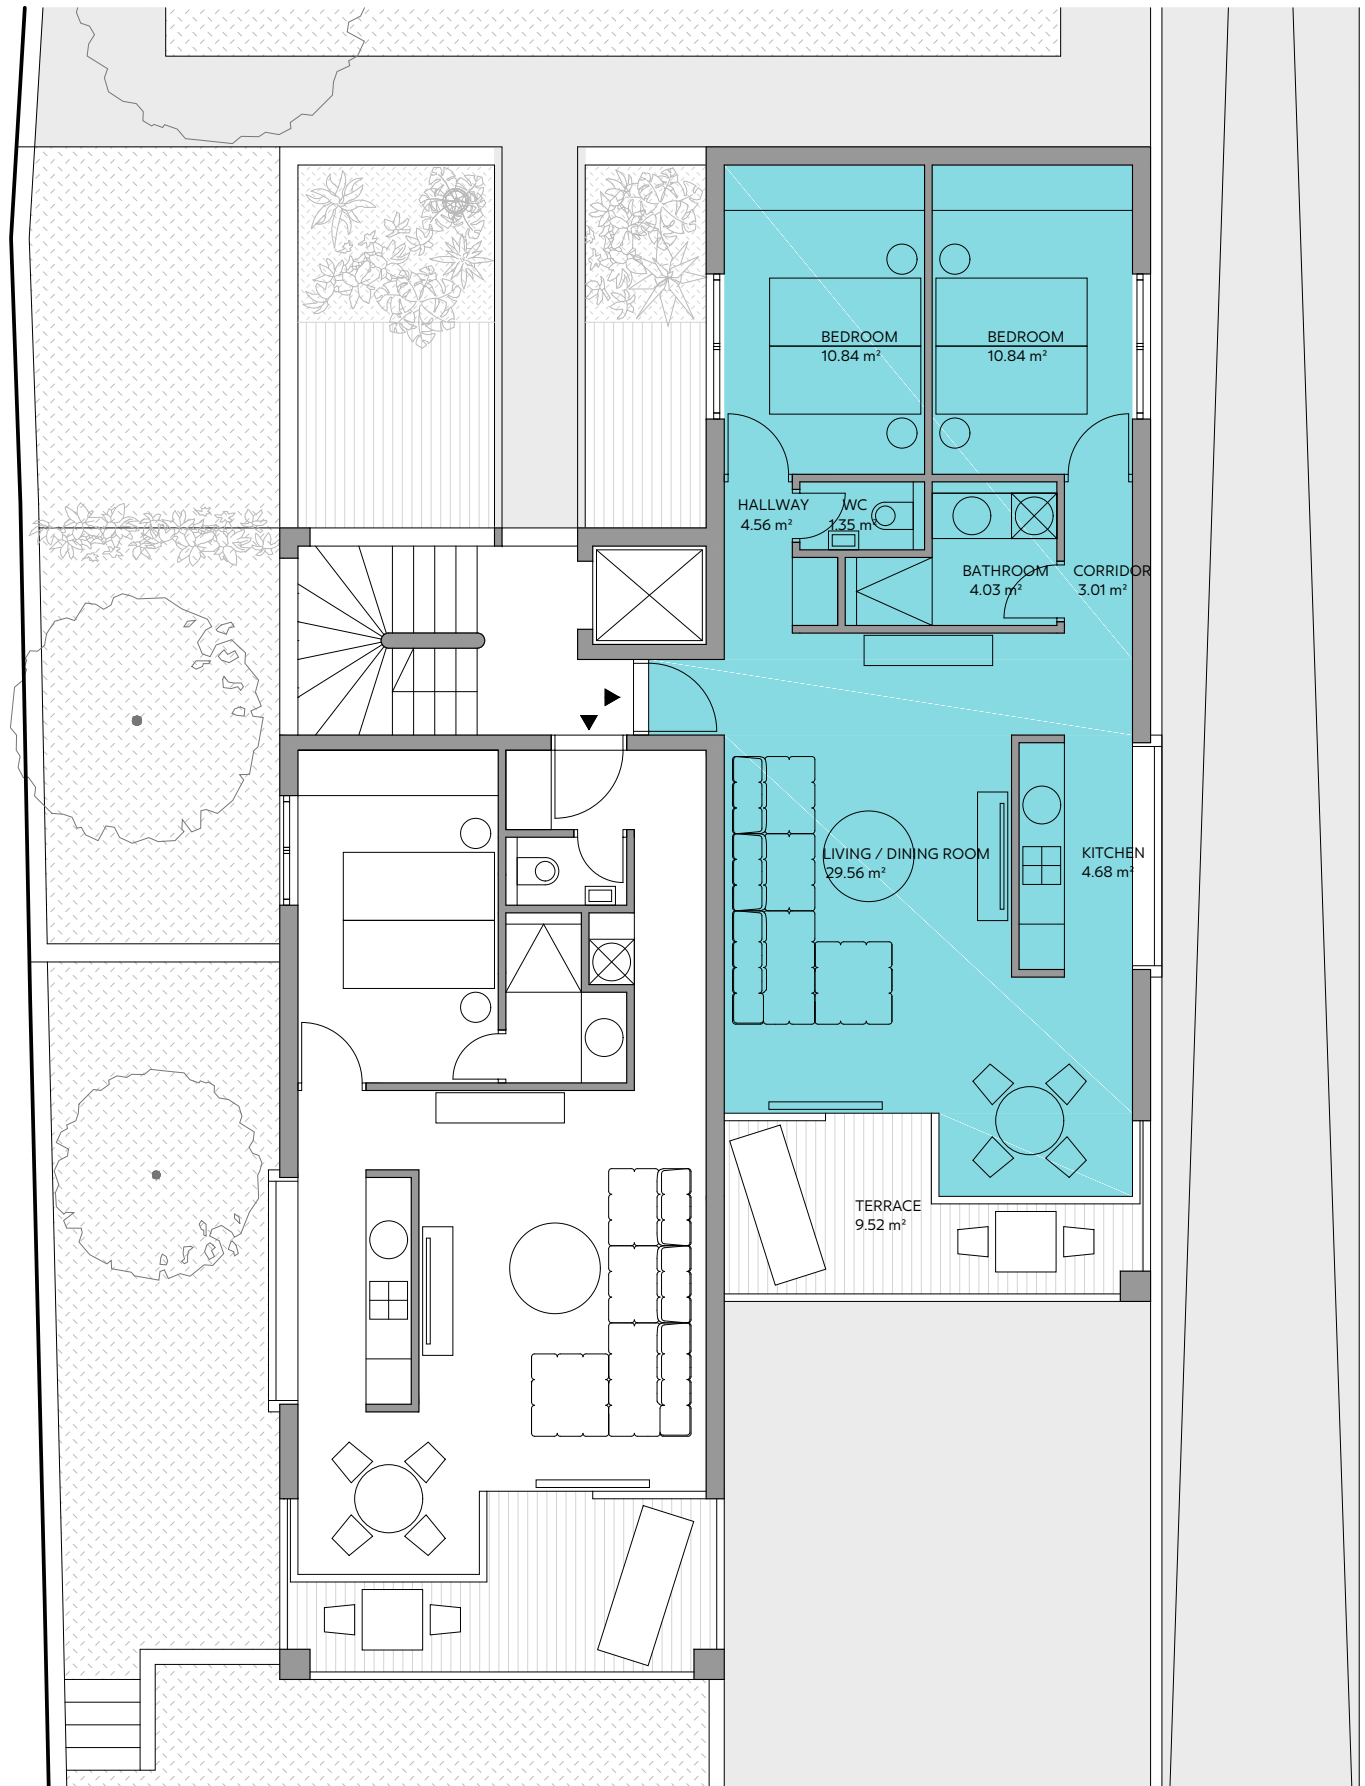 BEDROOM
10.84 m²
BEDROOM
10.84 m²
HALLWAY
4.56 m²
WC
1.35 m²
BATHROOM
4.03 m²
CORRIDOR
3.01 m²
LIVING / DINING ROOM
29.56 m²
KITCHEN
4.68 m²
TERRACE
9.52 m²